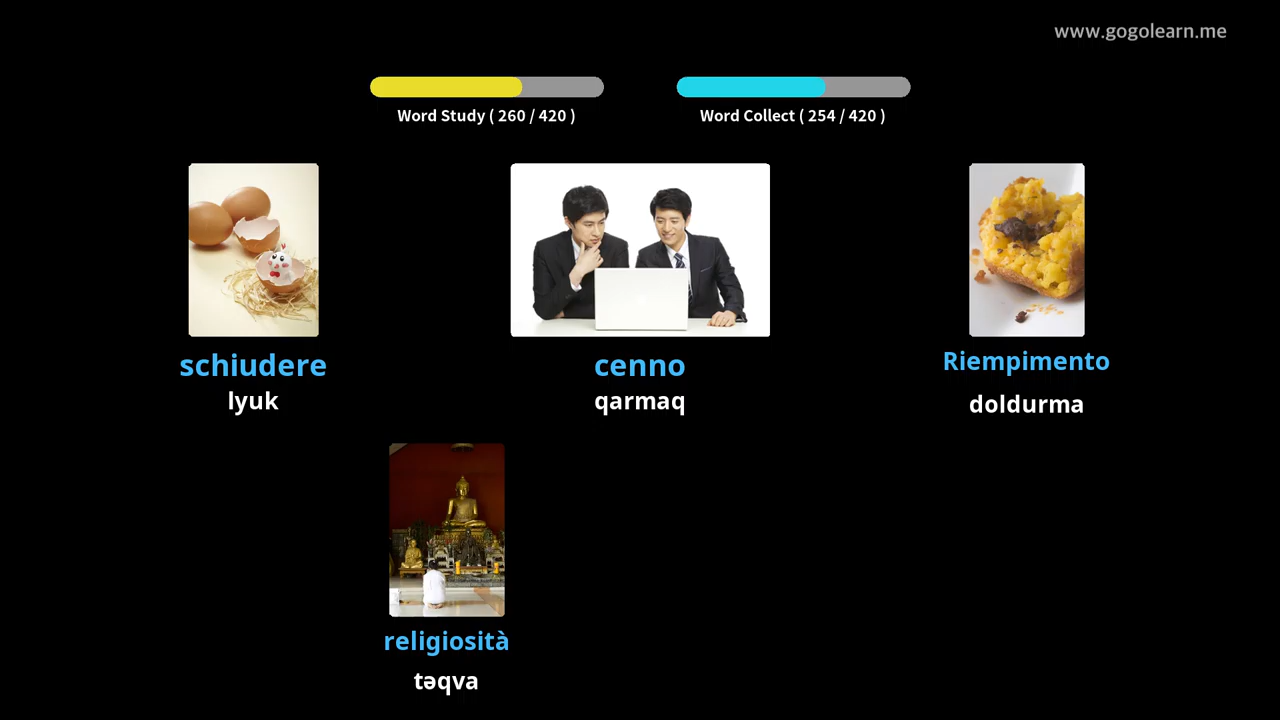 www.gogolearn.me
Word Study ( 260 / 420 )
Word Collect ( 254 / 420 )
schiudere
lyuk
cenno
qarmaq
Riempimento
doldurma
religiosità
təqva